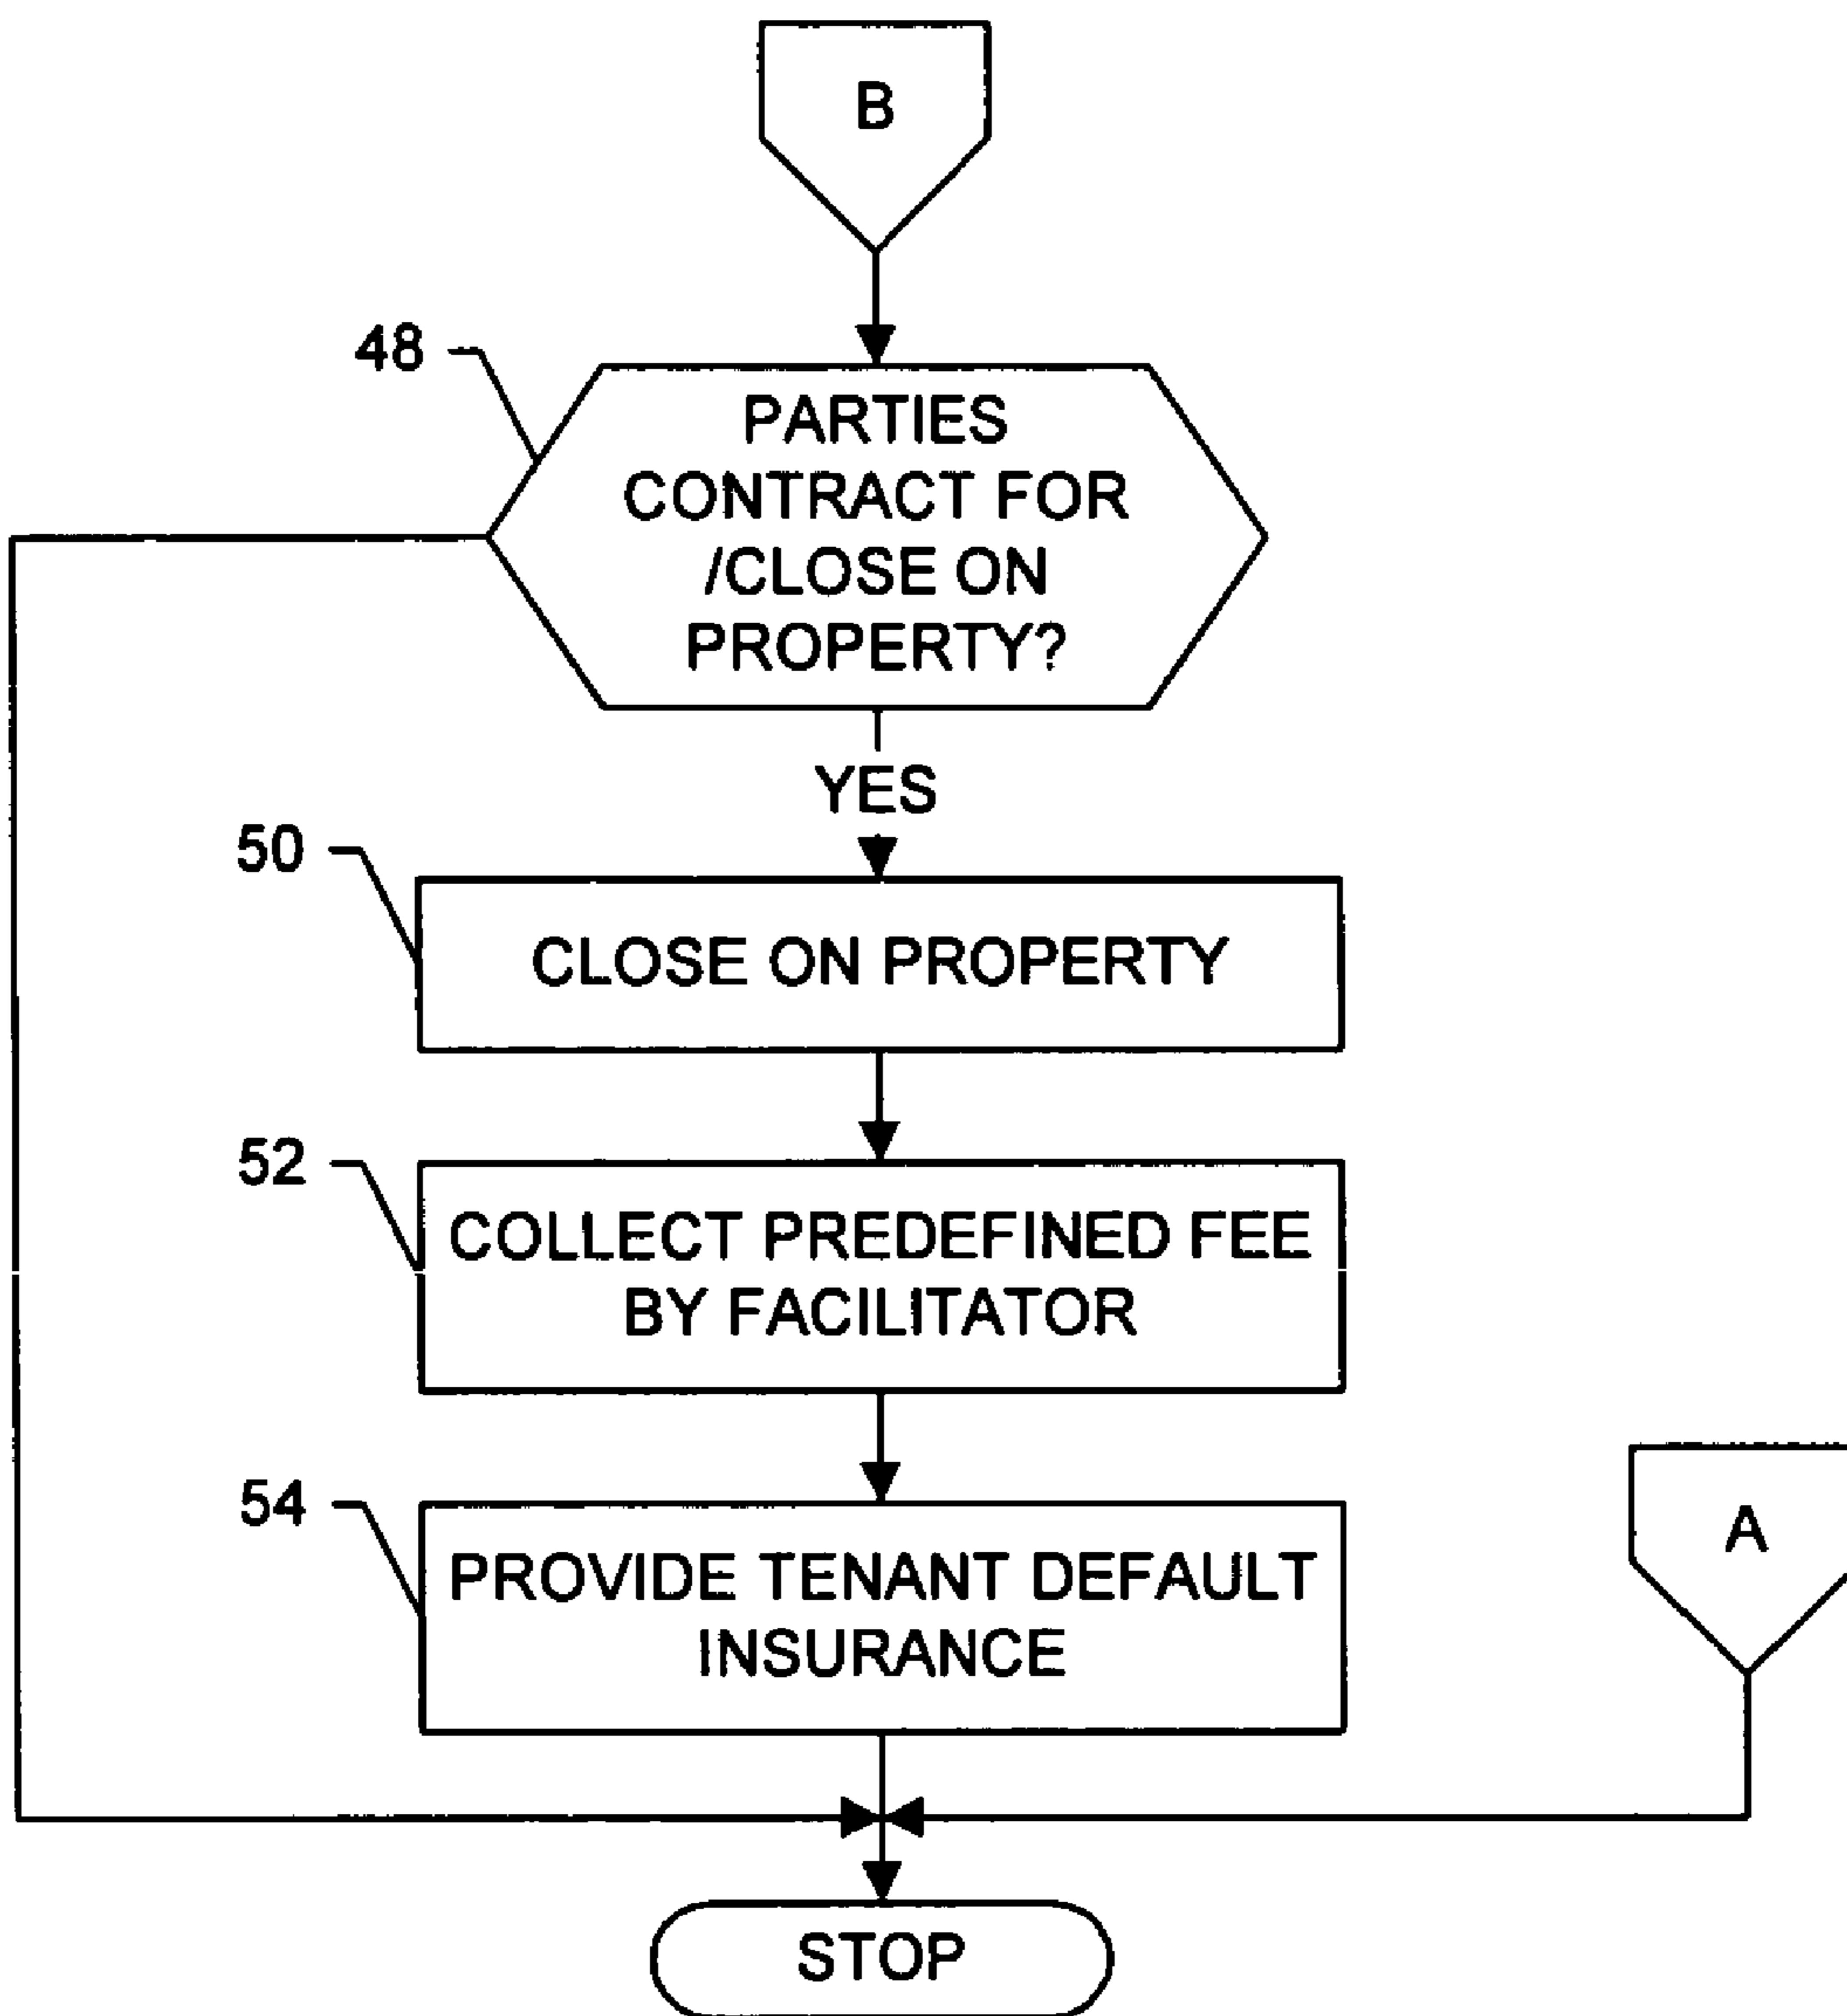 B
48
PARTIES
CONTRACT FOR
/CLOSE ON
PROPERTY?
YES
50
CLOSE ON PROPERTY
52
COLLECT PREDEFINED FEE
BY FACILITATOR
54
PROVIDE TENANT DEFAULT
INSURANCE
A
STOP